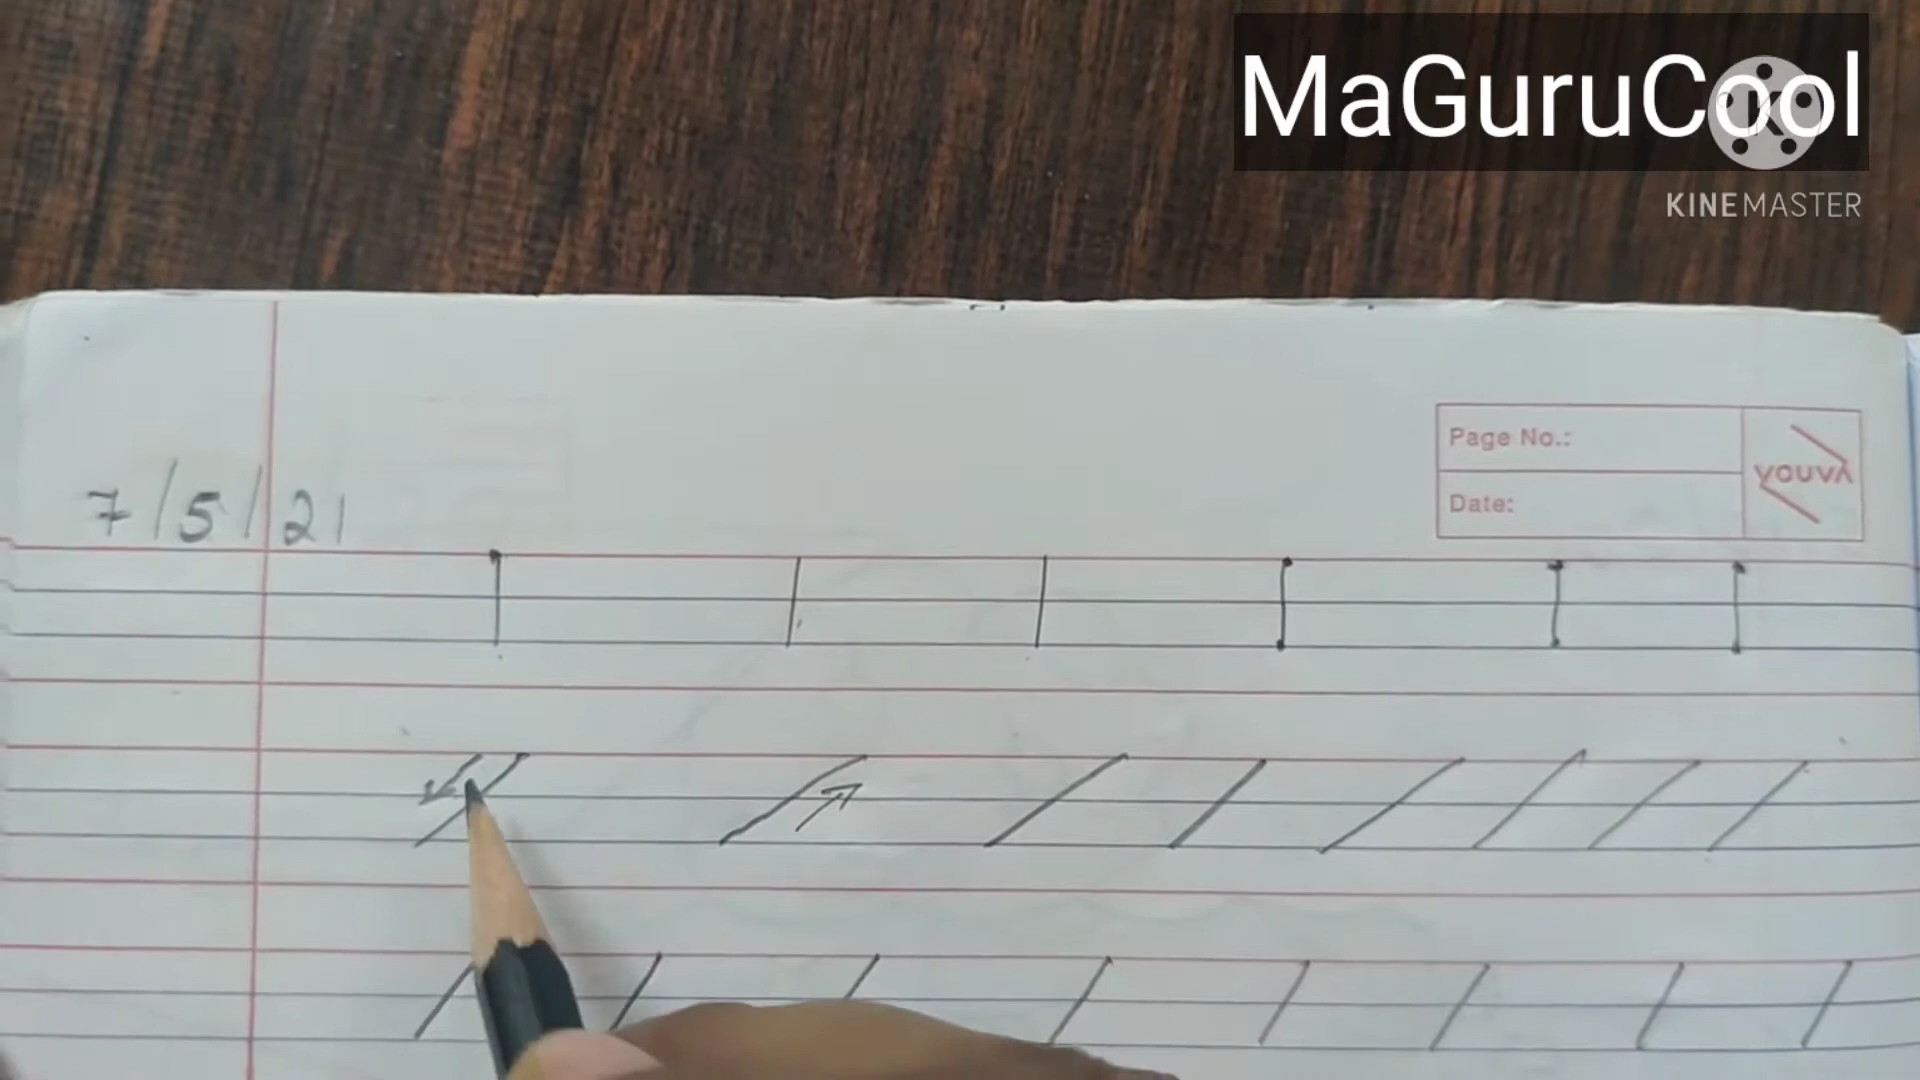 MaGuruCool
KINEMASTER
Page No.:
YOUVA
Date:
7/5/21